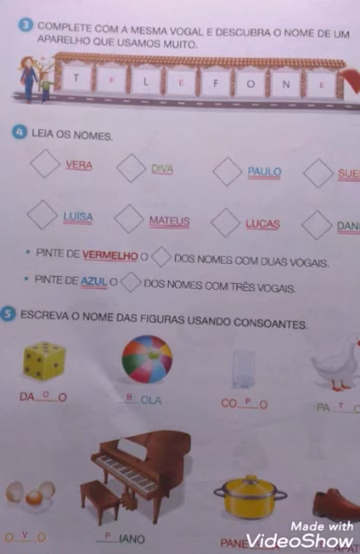 3 COMPLETE COM A MESMA VOGAL E DESCUBRA O NOME DE UM
APARELHO QUE USAMOS MUITO.
T E L E F O N E
4 LEIA OS NOMES.
VERA DIVA PAULO SUE
LUÍSA MATEUS LUCAS DANI
• PINTE DE VERMELHO O DOS NOMES COM DUAS VOGAIS.
• PINTE DE AZUL O DOS NOMES COM TRÊS VOGAIS.
5 ESCREVA O NOME DAS FIGURAS USANDO CONSOANTES.
DA D O B OLA CO P O PA T O
O V O P IANO PANE
Made with
VideoShow